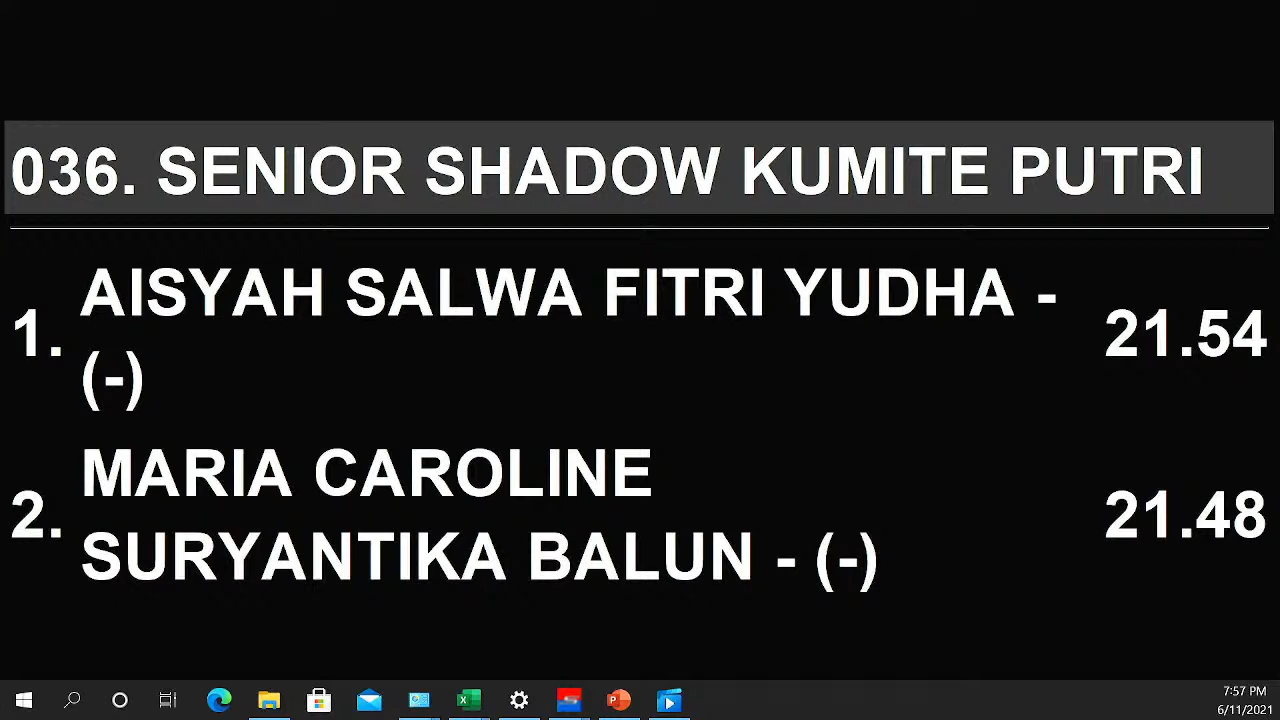 036. SENIOR SHADOW KUMITE PUTRI
1. AISYAH SALWA FITRI YUDHA - 21.54
(-)
2. MARIA CAROLINE 21.48
SURYANTIKA BALUN - (-)
7:57 PM
6/11/2021